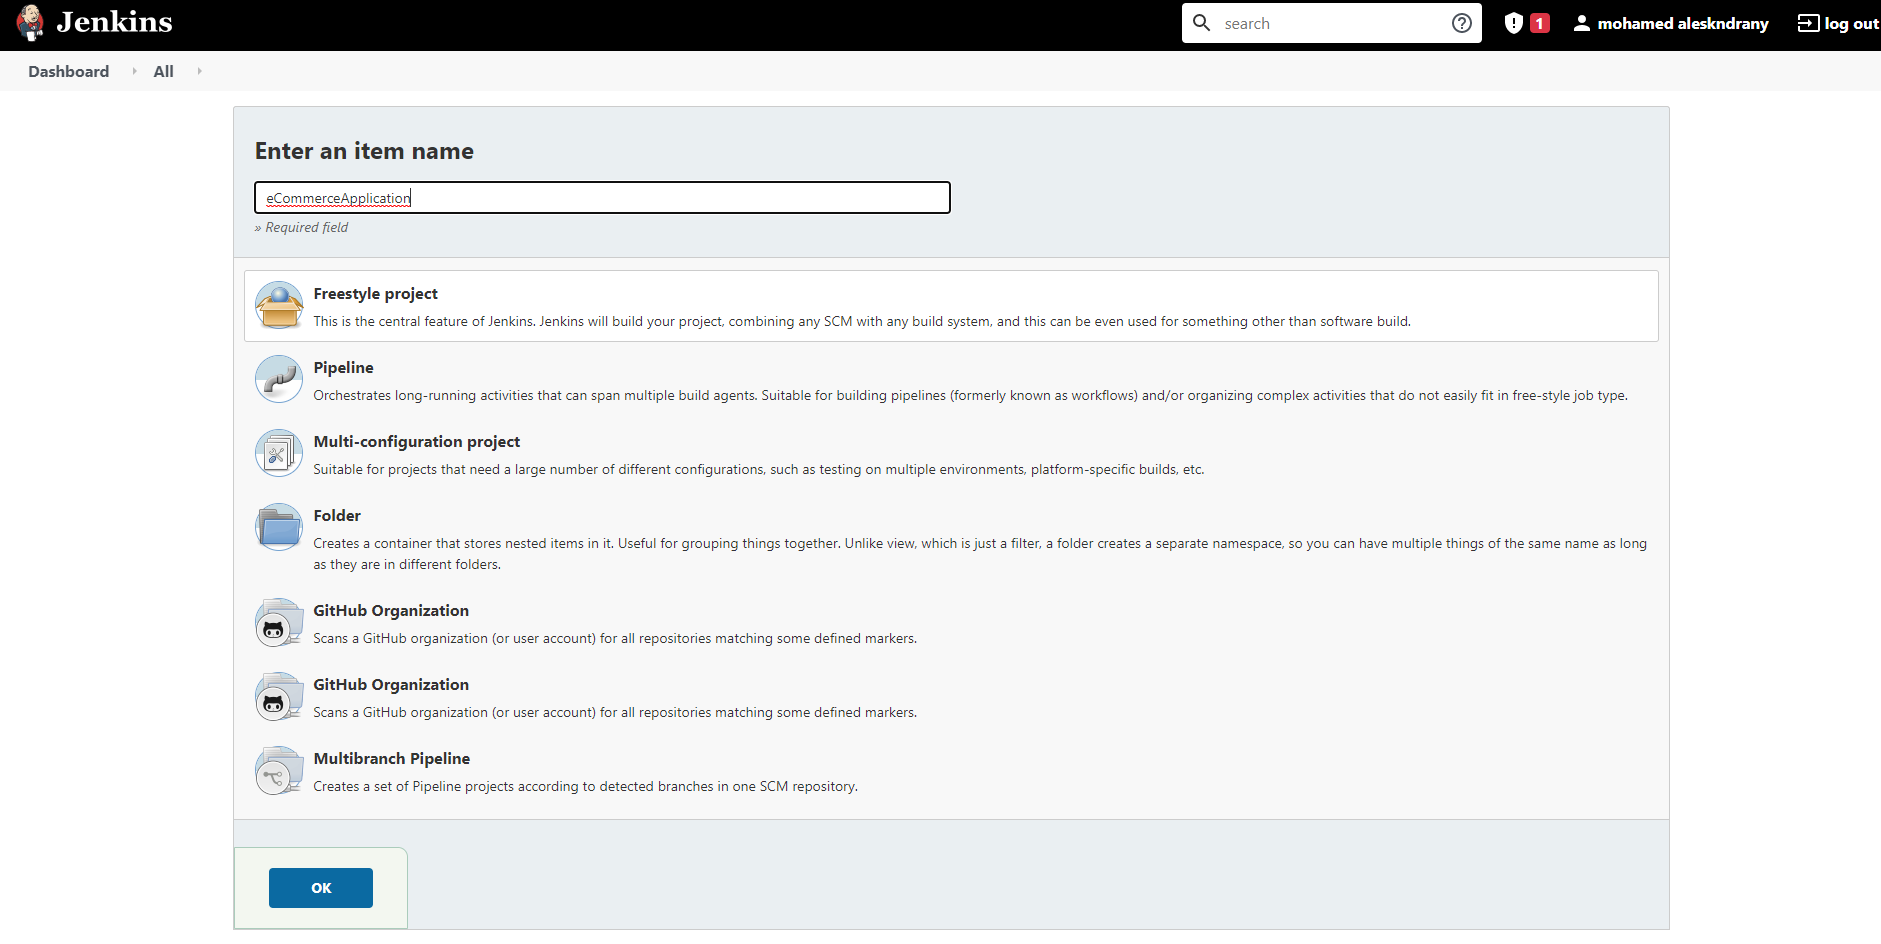 Jenkins
search
1
mohamed aleskndrany
log out
Dashboard
All
Enter an item name
eCommerceApplication
» Required field
Freestyle project
This is the central feature of Jenkins. Jenkins will build your project, combining any SCM with any build system, and this can be even used for something other than software build.
Pipeline
Orchestrates long-running activities that can span multiple build agents. Suitable for building pipelines (formerly known as workflows) and/or organizing complex activities that do not easily fit in free-style job type.
Multi-configuration project
Suitable for projects that need a large number of different configurations, such as testing on multiple environments, platform-specific builds, etc.
Folder
Creates a container that stores nested items in it. Useful for grouping things together. Unlike view, which is just a filter, a folder creates a separate namespace, so you can have multiple things of the same name as long
as they are in different folders.
GitHub Organization
Scans a GitHub organization (or user account) for all repositories matching some defined markers.
GitHub Organization
Scans a GitHub organization (or user account) for all repositories matching some defined markers.
Multibranch Pipeline
Creates a set of Pipeline projects according to detected branches in one SCM repository.
OK